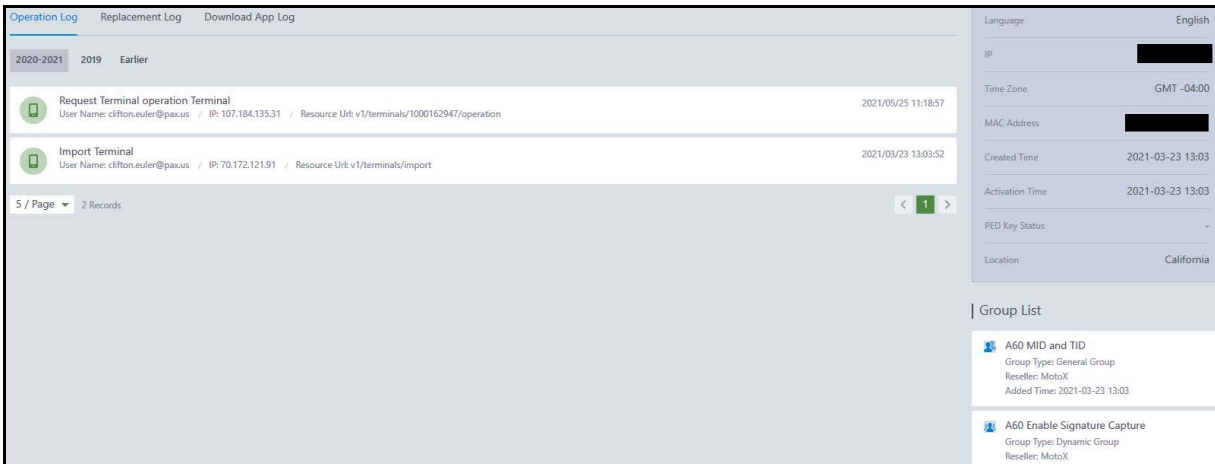 Operation Log Replacement Log Download App Log
2020-2021 2019 Earlier
Request Terminal operation Terminal
User Name: clifton.euler@pax.us / IP: 107.184.135.31 / Resource Url: v1/terminals/1000162947/operation
2021/05/25 11:18:57
Import Terminal
User Name: clifton.euler@pax.us / IP: 70.172.121.91 / Resource Url: v1/terminals/import
2021/03/23 13:03:52
5 / Page 2 Records < 1 >
Language English
IP
Time Zone GMT -04:00
MAC Address
Created Time 2021-03-23 13:03
Activation Time 2021-03-23 13:03
PED Key Status -
Location California
Group List
A60 MID and TID
Group Type: General Group
Reseller: MotoX
Added Time: 2021-03-23 13:03
A60 Enable Signature Capture
Group Type: Dynamic Group
Reseller: MotoX